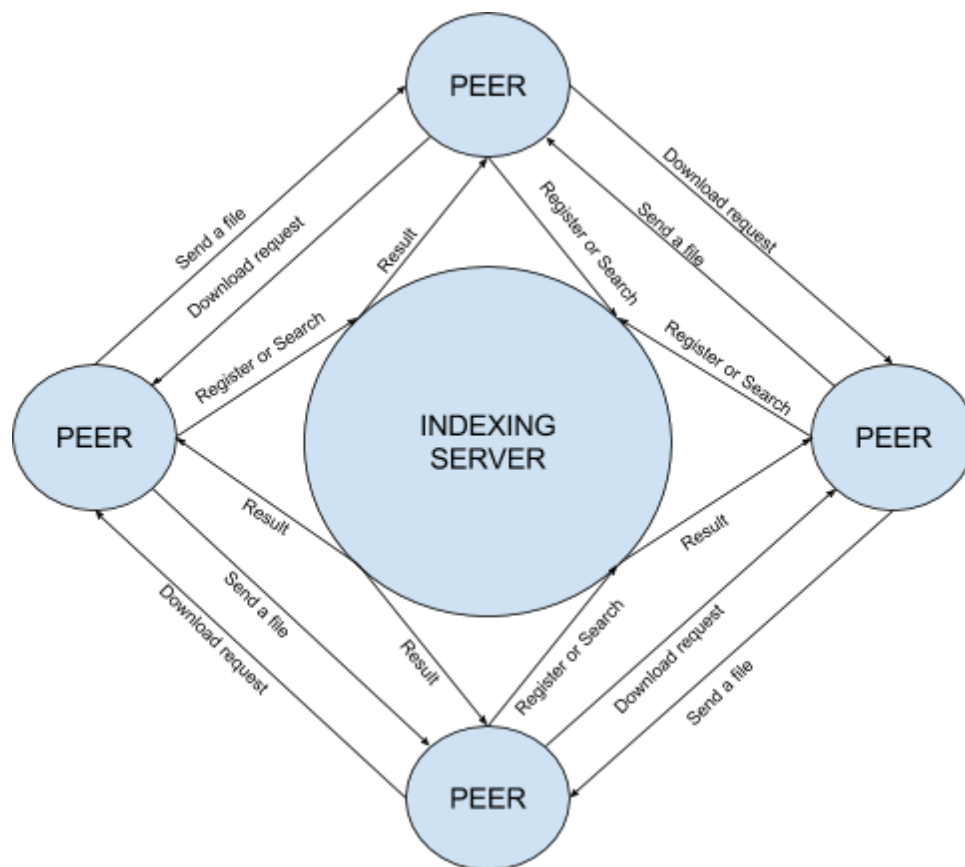 PEER
Send a file
Download request
Result
Register or Search
Send a file
Download request
Register or Search
Register or Search
PEER
INDEXING
SERVER
PEER
Result
Send a file
Download request
Result
Result
Register or Search
Download request
Send a file
PEER